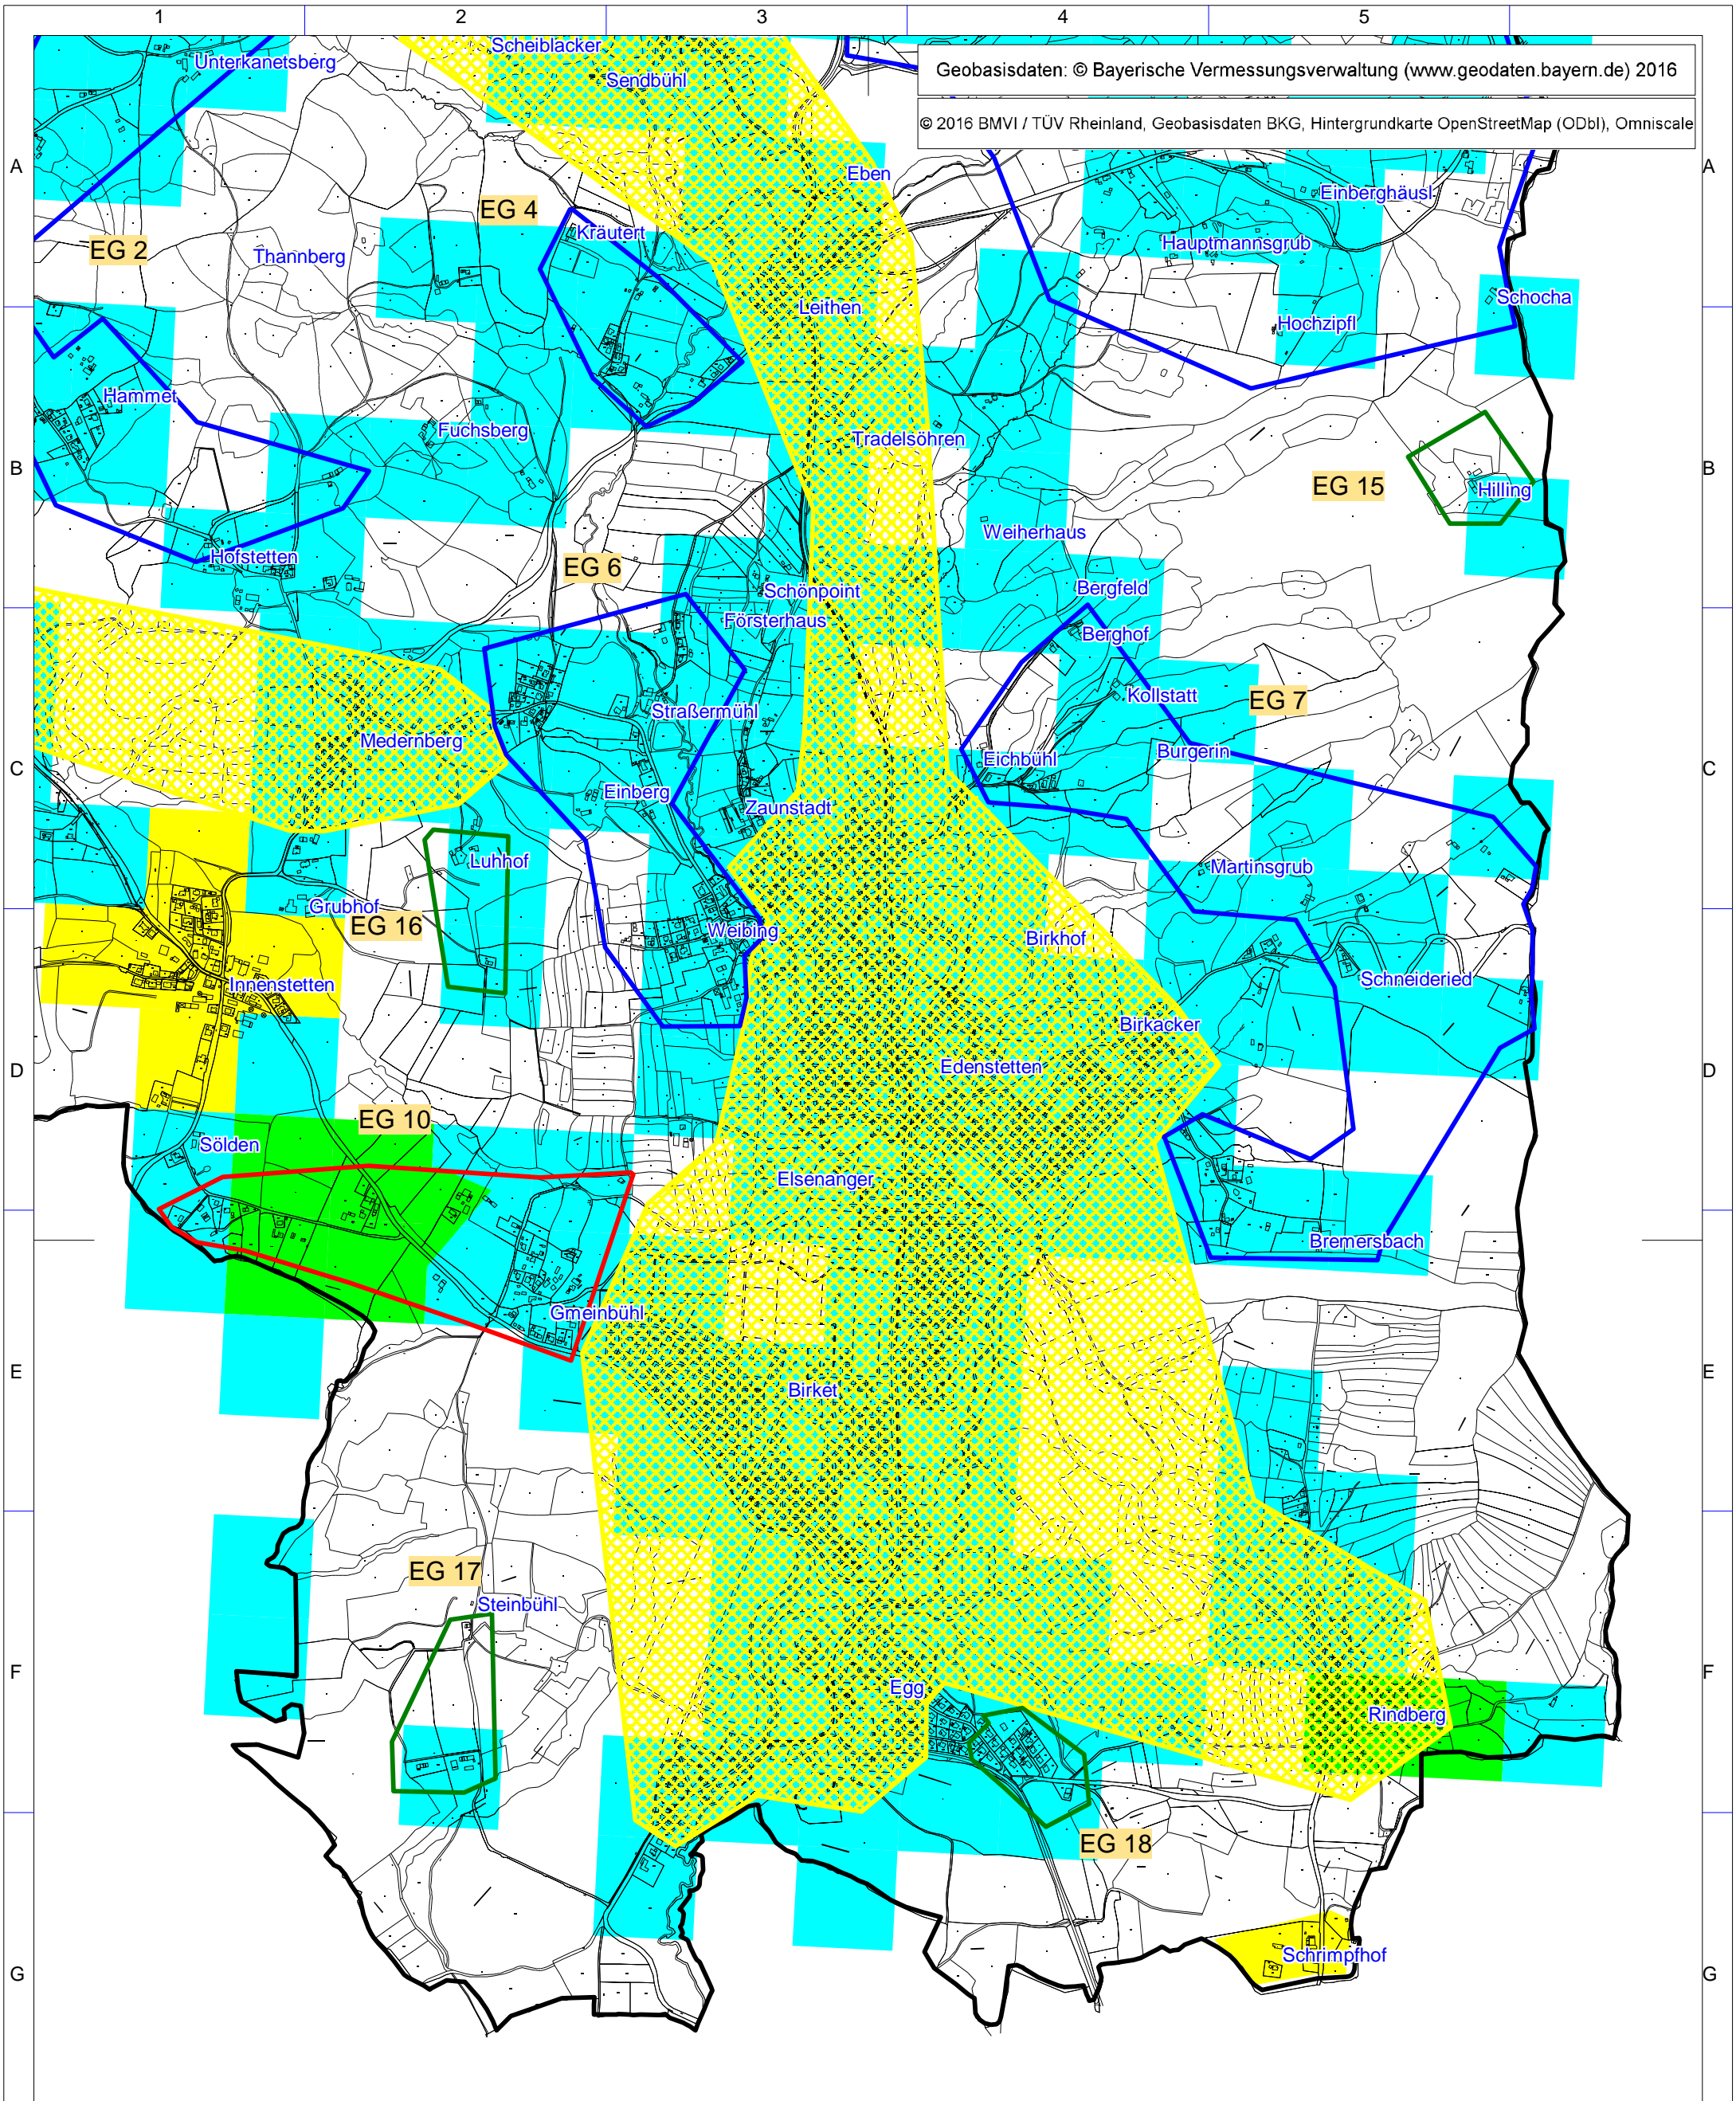 1 2 3 4 5
Scheiblacker
Unterkanetsberg
Sendbühl
Geobasisdaten: © Bayerische Vermessungsverwaltung (www.geodaten.bayern.de) 2016
© 2016 BMVI / TÜV Rheinland, Geobasisdaten BKG, Hintergrundkarte OpenStreetMap (ODbl), Omniscale
A A
Eben
Einberghäusl
EG 4
Kräutert
Hauptmannsgrub
EG 2
Thannberg
Schocha
Leithen
Hochzipfl
Hammet
Fuchsberg
Tradelsöhren
B B
EG 15
Hilling
Weiherhaus
Hofstetten
EG 6
Schönpoint
Bergfeld
Försterhaus
Berghof
Kollstatt
EG 7
Straßermühl
Medernberg
Burgerin
Eichbühl
C C
Einberg
Zaunstadt
Luhhof
Martinsgrub
Grubhof
EG 16
Weibing
Birkhof
Innenstetten
Schneideried
Birkacker
Edenstetten
D D
EG 10
Sölden
Elsenanger
Bremersbach
Gmeinbühl
E E
Birket
EG 17
Steinbühl
F F
Egg
Rindberg
EG 18
Schrimpfhof
G G